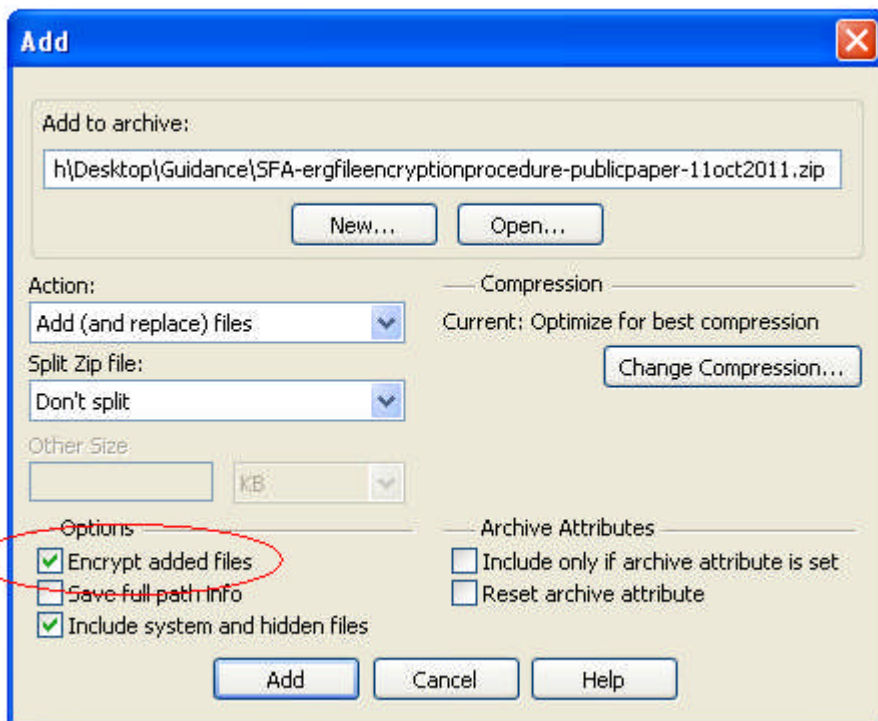 Add
Add to archive:
h\Desktop\Guidance\SFA-ergfileencryptionprocedure-publicpaper-11oct2011.zip
New...
Open...
Action:
Add (and replace) files
Split Zip file:
Don't split
Other Size
KB
Compression
Current: Optimize for best compression
Change Compression...
Options
Encrypt added files
Save full path info
Include system and hidden files
Archive Attributes
Include only if archive attribute is set
Reset archive attribute
Add
Cancel
Help